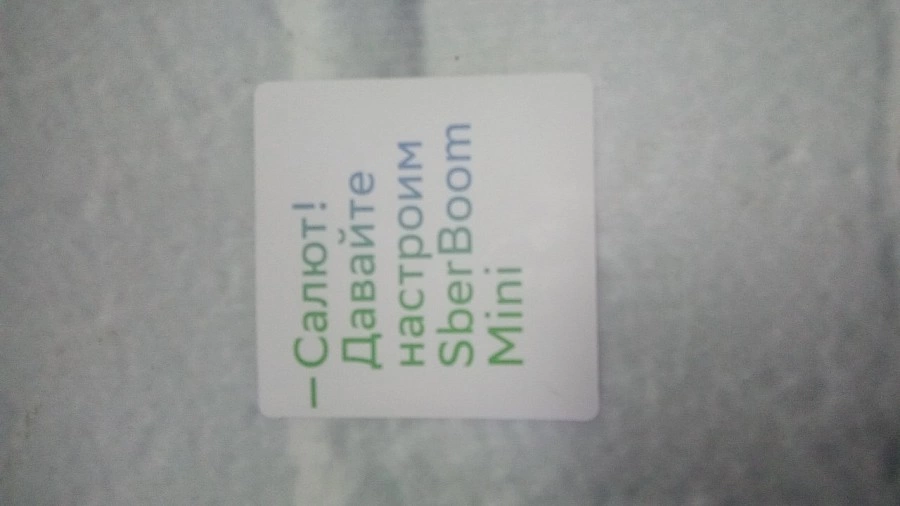 — Салют!
Давайте
настроим
SberBoom
Mini